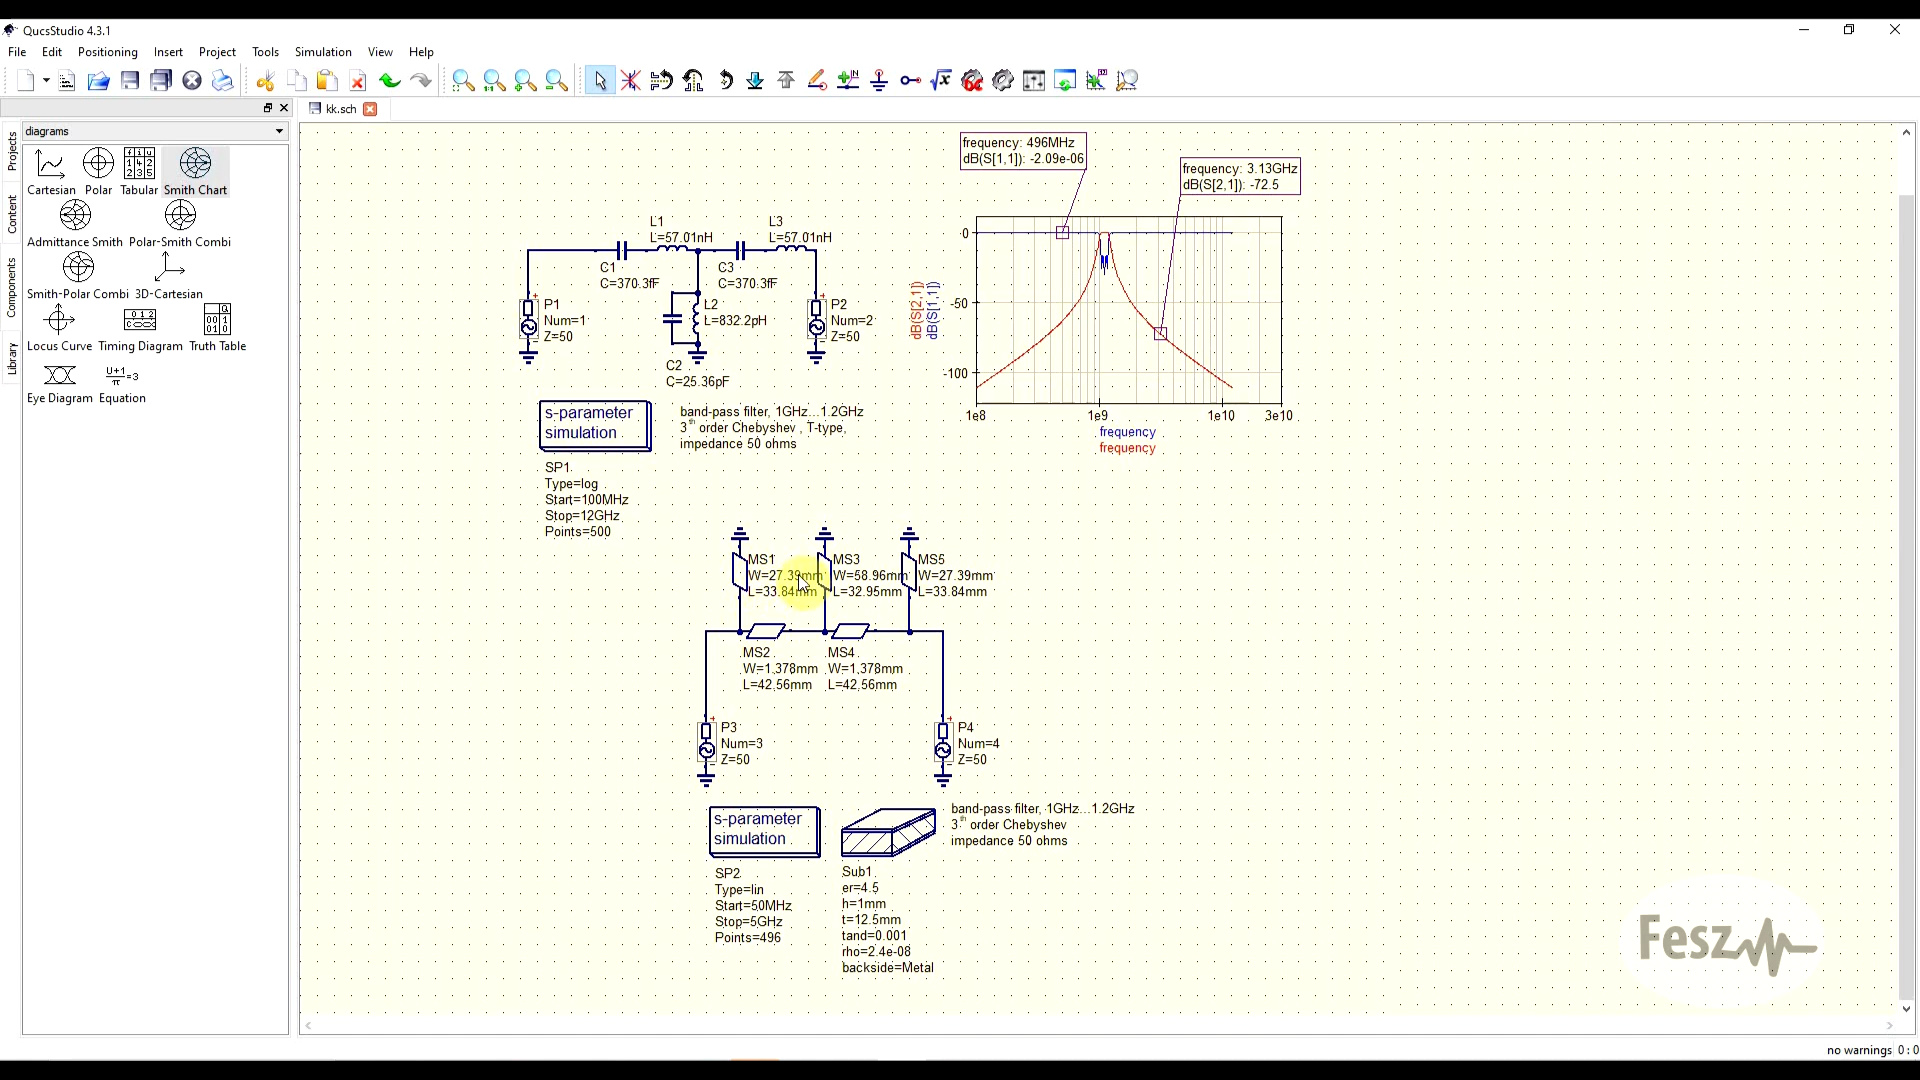 QucsStudio 4.3.1
File Edit Positioning Insert Project Tools Simulation View Help
kk.sch
Projects
Content
Components
Library
diagrams
Cartesian Polar Tabular Smith Chart
Admittance Smith Polar-Smith Combi
Smith-Polar Combi 3D-Cartesian
Locus Curve Timing Diagram Truth Table
Eye Diagram Equation
L1
L=57.01nH
L3
L=57.01nH
C1
C=370.3fF
C3
C=370.3fF
P1
Num=1
Z=50
L2
L=832.2pH
P2
Num=2
Z=50
C2
C=25.36pF
s-parameter
simulation
band-pass filter, 1GHz...1.2GHz
3th order Chebyshev , T-type,
impedance 50 ohms
SP1
Type=log
Start=100MHz
Stop=12GHz
Points=500
frequency: 496MHz
dB(S[1,1]): -2.09e-06
frequency: 3.13GHz
dB(S[2,1]): -72.5
dB(S[2,1])
dB(S[1,1])
0
-50
-100
1e8 1e9 1e10 3e10
frequency
frequency
MS1
W=27.39mm
L=33.84mm
MS3
W=58.96mm
L=32.95mm
MS5
W=27.39mm
L=33.84mm
MS2
W=1.378mm
L=42.56mm
MS4
W=1.378mm
L=42.56mm
P3
Num=3
Z=50
P4
Num=4
Z=50
s-parameter
simulation
SP2
Type=lin
Start=50MHz
Stop=5GHz
Points=496
Sub1
er=4.5
h=1mm
t=12.5mm
tand=0.001
rho=2.4e-08
backside=Metal
band-pass filter, 1GHz...1.2GHz
3th order Chebyshev
impedance 50 ohms
Fesz
no warnings 0 : 0